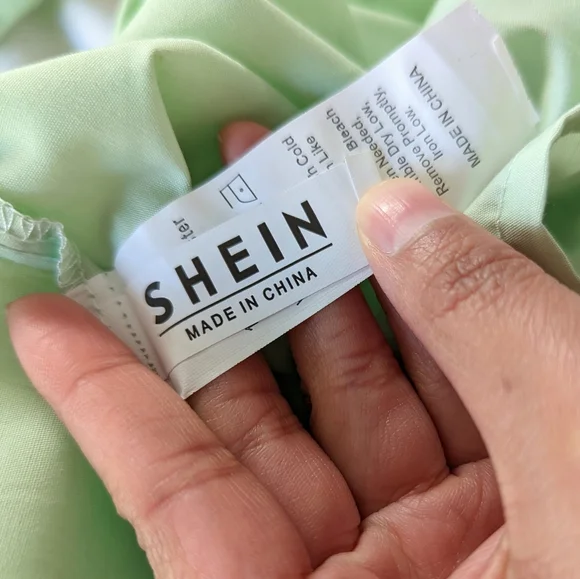 SHEIN
MADE IN CHINA
Cold
Like
Bleach
Needed,
Dry Low,
Remove Promptly,
Iron Low,
MADE IN CHINA